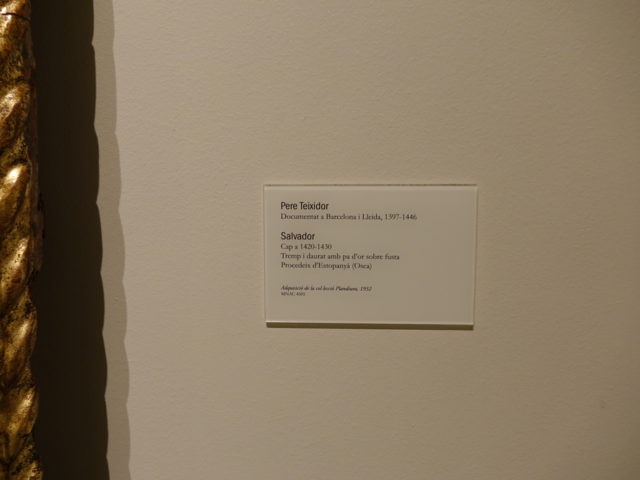 Pere Teixidor
Documentat a Barcelona i Lleida, 1397-1446
Salvador
Cap a 1420-1430
Tremp i daurat amb pa d'or sobre fusta
Procedeix d'Estopanyà (Osca)
Adquisició de la col·lecció Plandiura, 1932
MNAC